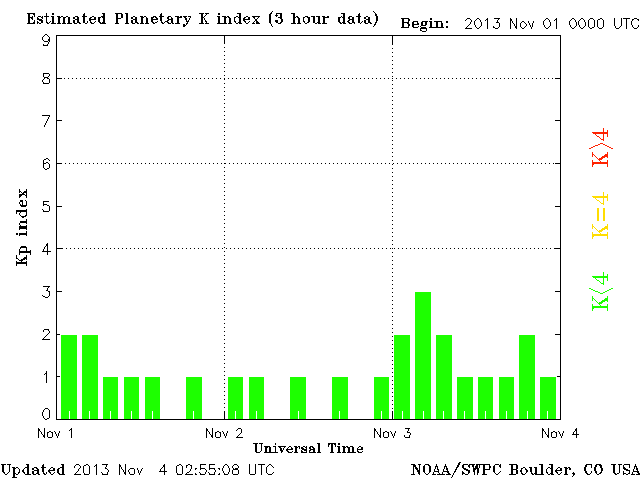 Estimated Planetary K index (3 hour data) Begin: 2013 Nov 01 0000 UTC
9
8
7
6
5
4
3
2
1
0
Kp index
K>4
K=4
K<4
Nov 1 Nov 2 Nov 3 Nov 4
Universal Time
Updated 2013 Nov 4 02:55:08 UTC NOAA/SWPC Boulder, CO USA